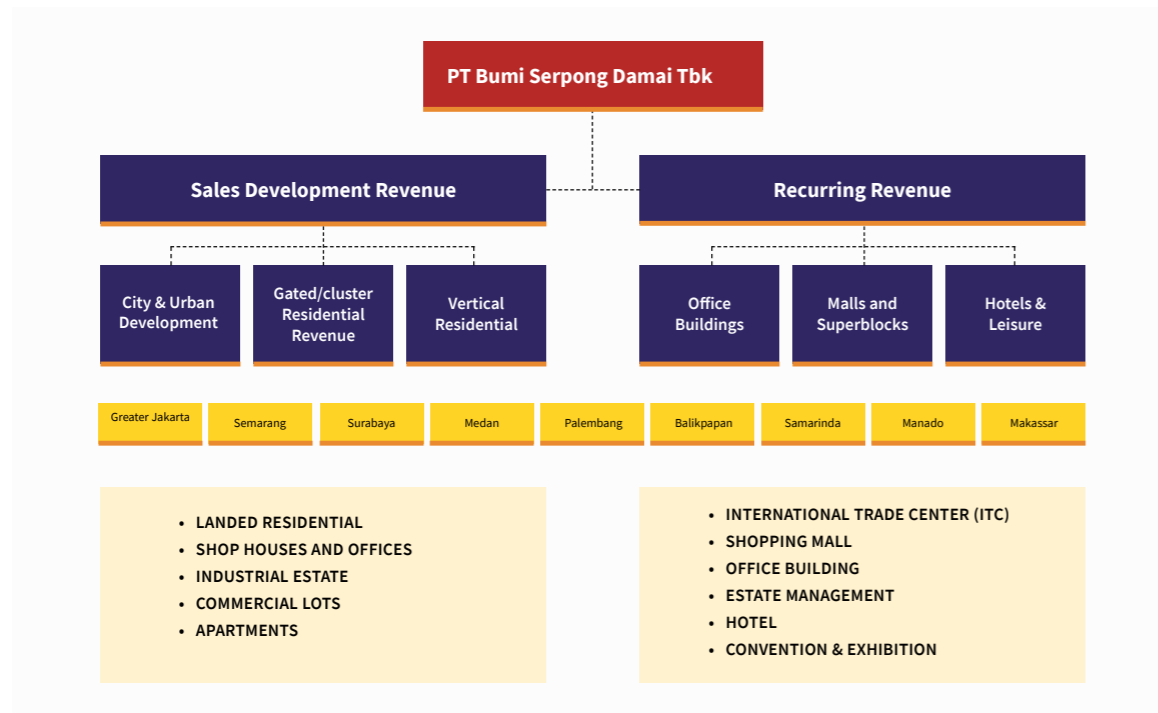 PT Bumi Serpong Damai Tbk
Sales Development Revenue
Recurring Revenue
City & Urban
Development
Gated/cluster
Residential
Revenue
Vertical
Residential
Office
Buildings
Malls and
Superblocks
Hotels &
Leisure
Greater Jakarta
Semarang
Surabaya
Medan
Palembang
Balikpapan
Samarinda
Manado
Makassar
• LANDED RESIDENTIAL
• SHOP HOUSES AND OFFICES
• INDUSTRIAL ESTATE
• COMMERCIAL LOTS
• APARTMENTS
• INTERNATIONAL TRADE CENTER (ITC)
• SHOPPING MALL
• OFFICE BUILDING
• ESTATE MANAGEMENT
• HOTEL
• CONVENTION & EXHIBITION